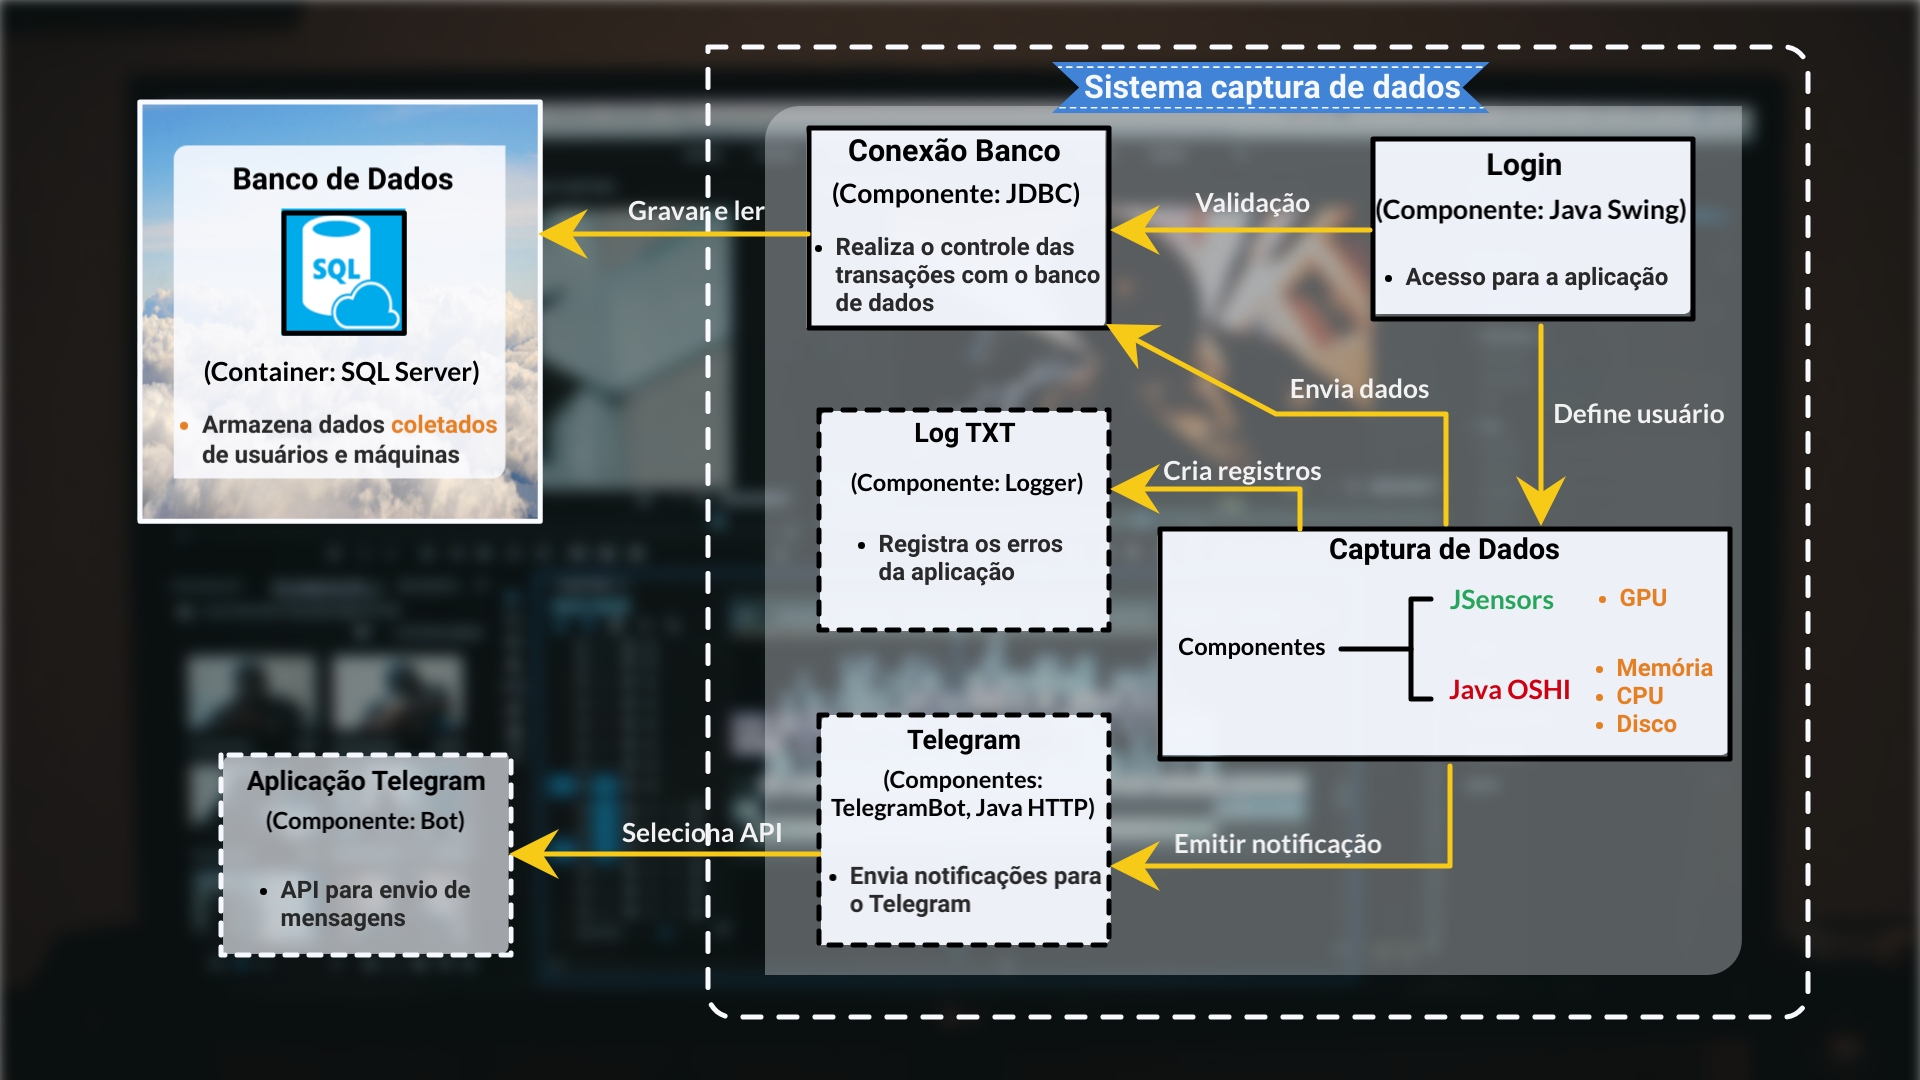 Sistema captura de dados
Banco de Dados
SQL
(Container: SQL Server)
• Armazena dados coletados
de usuários e máquinas
Gravar e ler
Conexão Banco
(Componente: JDBC)
• Realiza o controle das
transações com o banco
de dados
Validação
Login
(Componente: Java Swing)
• Acesso para a aplicação
Envia dados
Define usuário
Log TXT
(Componente: Logger)
• Registra os erros
da aplicação
Cria registros
Captura de Dados
Componentes
JSensors
• GPU
Java OSHI
• Memória
• CPU
• Disco
Telegram
(Componentes:
TelegramBot, Java HTTP)
• Envia notificações para
o Telegram
Emitir notificação
Seleciona API
Aplicação Telegram
(Componente: Bot)
• API para envio de
mensagens